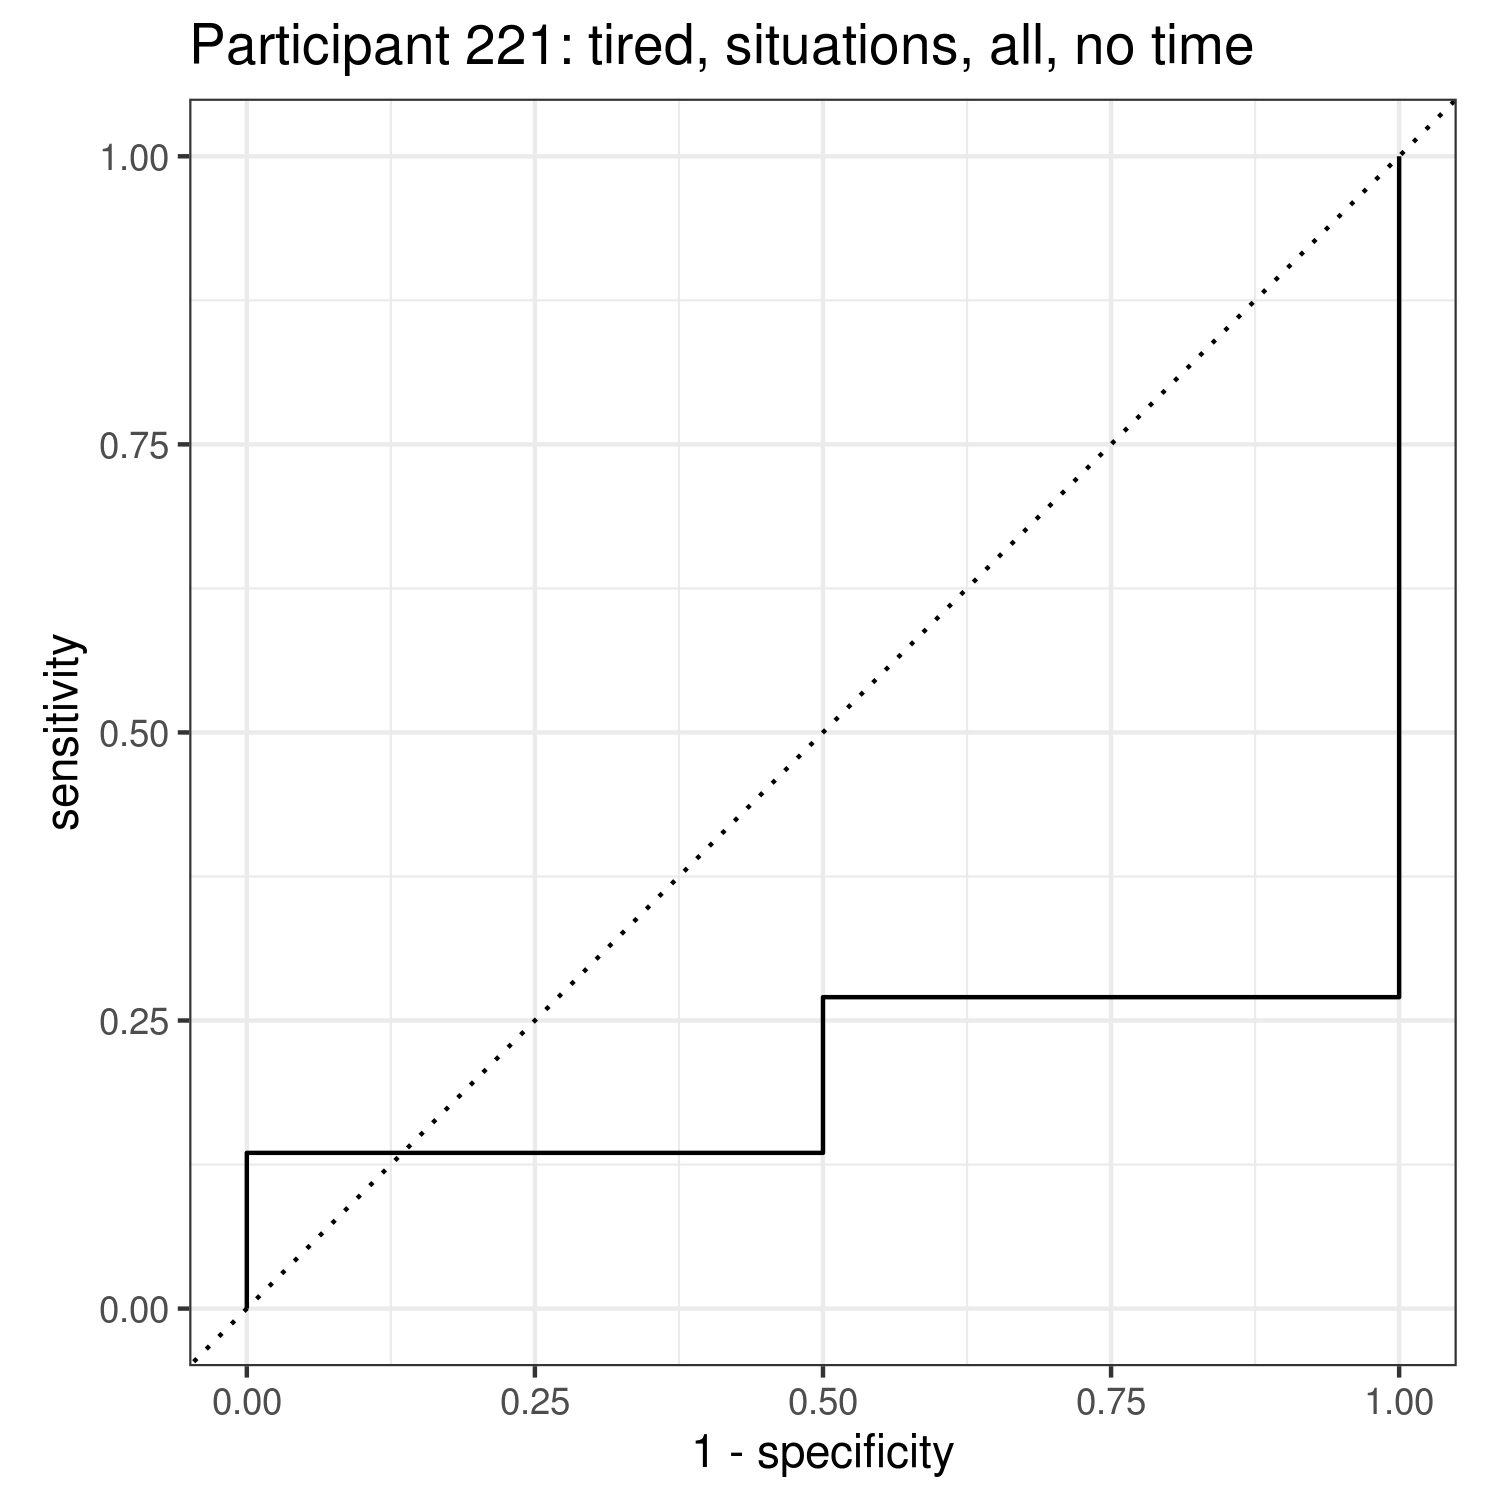 Participant 221: tired, situations, all, no time
1.00
0.75
0.50
0.25
0.00
sensitivity
0.00 0.25 0.50 0.75 1.00
1 - specificity